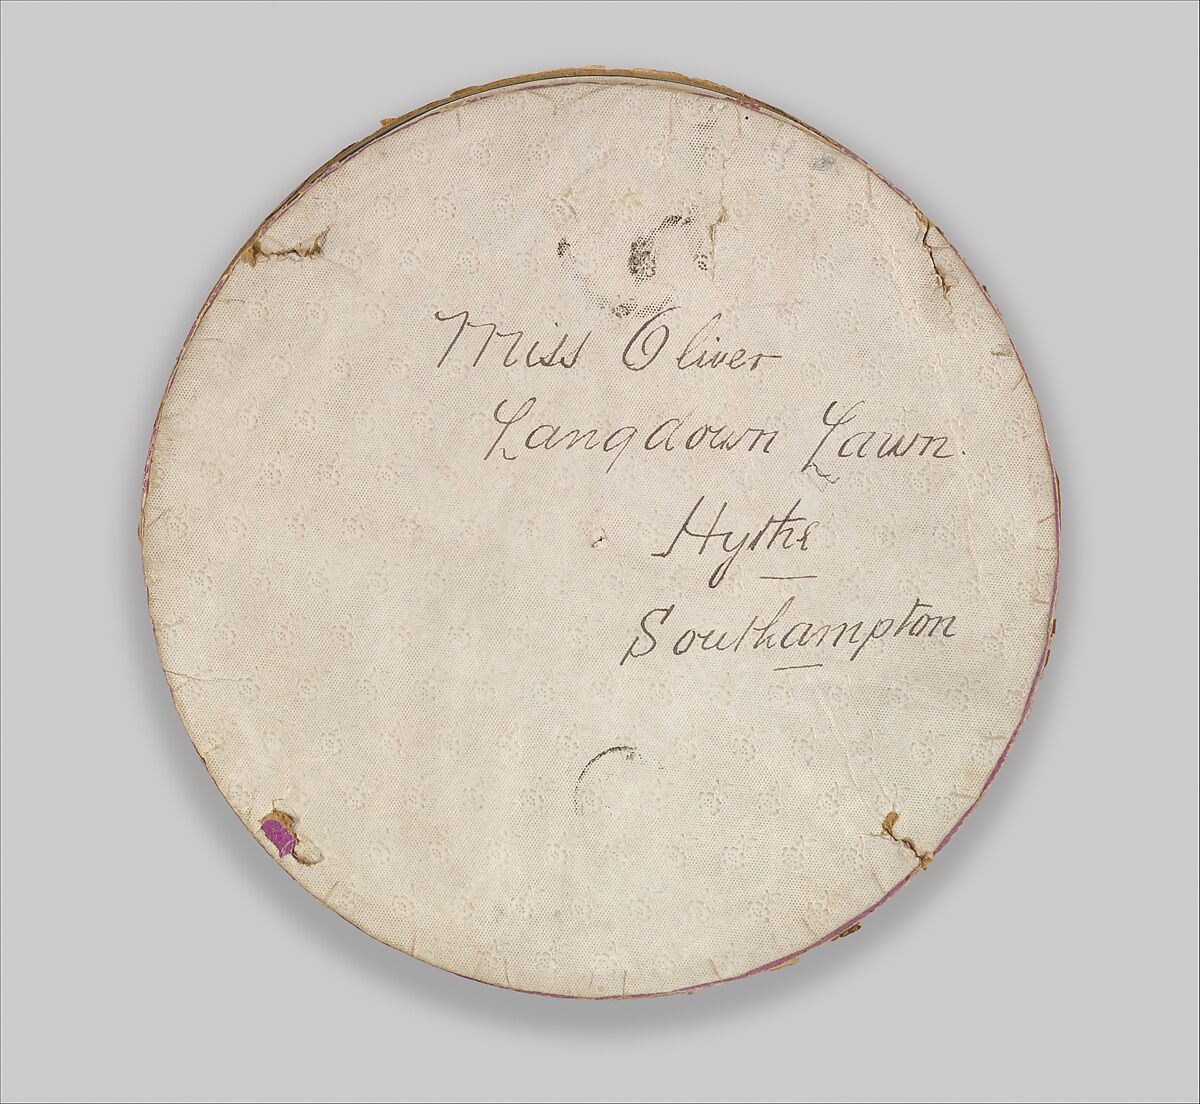 Miss Oliver
Langdown Lawn.
Hythe
Southampton